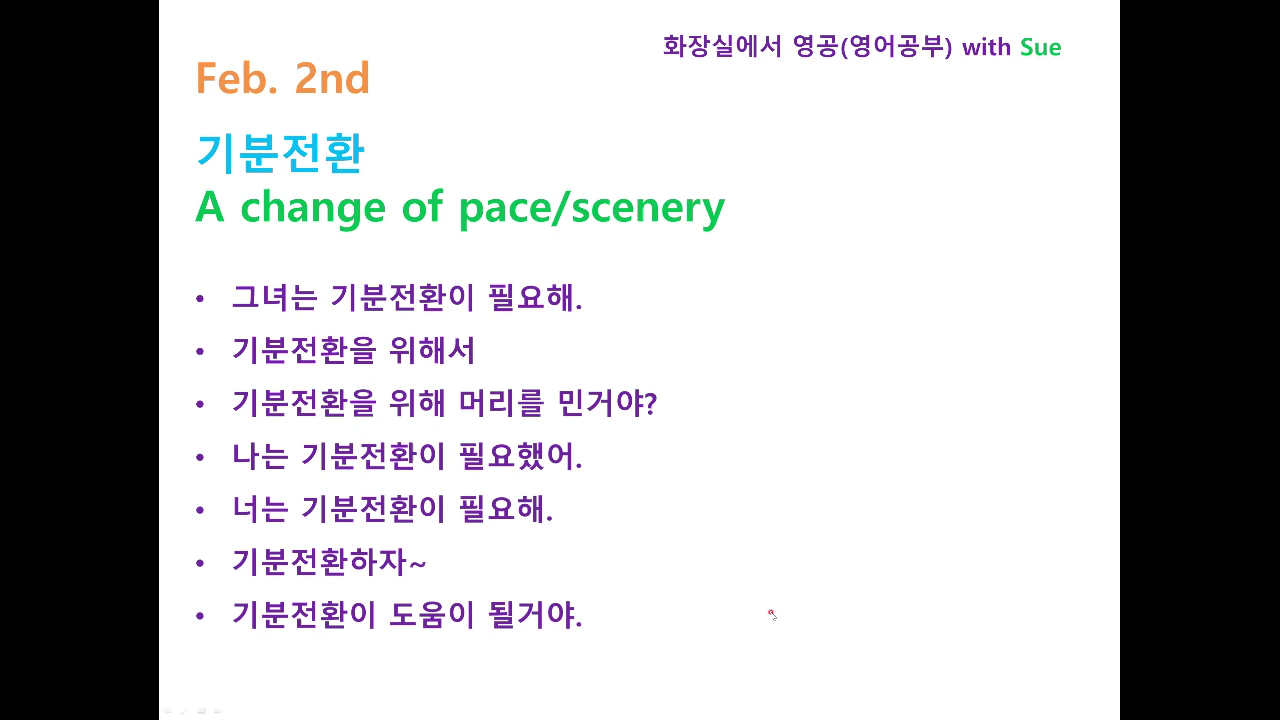 화장실에서 영공(영어공부) with Sue
Feb. 2nd
기분전환
A change of pace/scenery
• 그녀는 기분전환이 필요해.
• 기분전환을 위해서
• 기분전환을 위해 머리를 민거야?
• 나는 기분전환이 필요했어.
• 너는 기분전환이 필요해.
• 기분전환하자~
• 기분전환이 도움이 될거야.